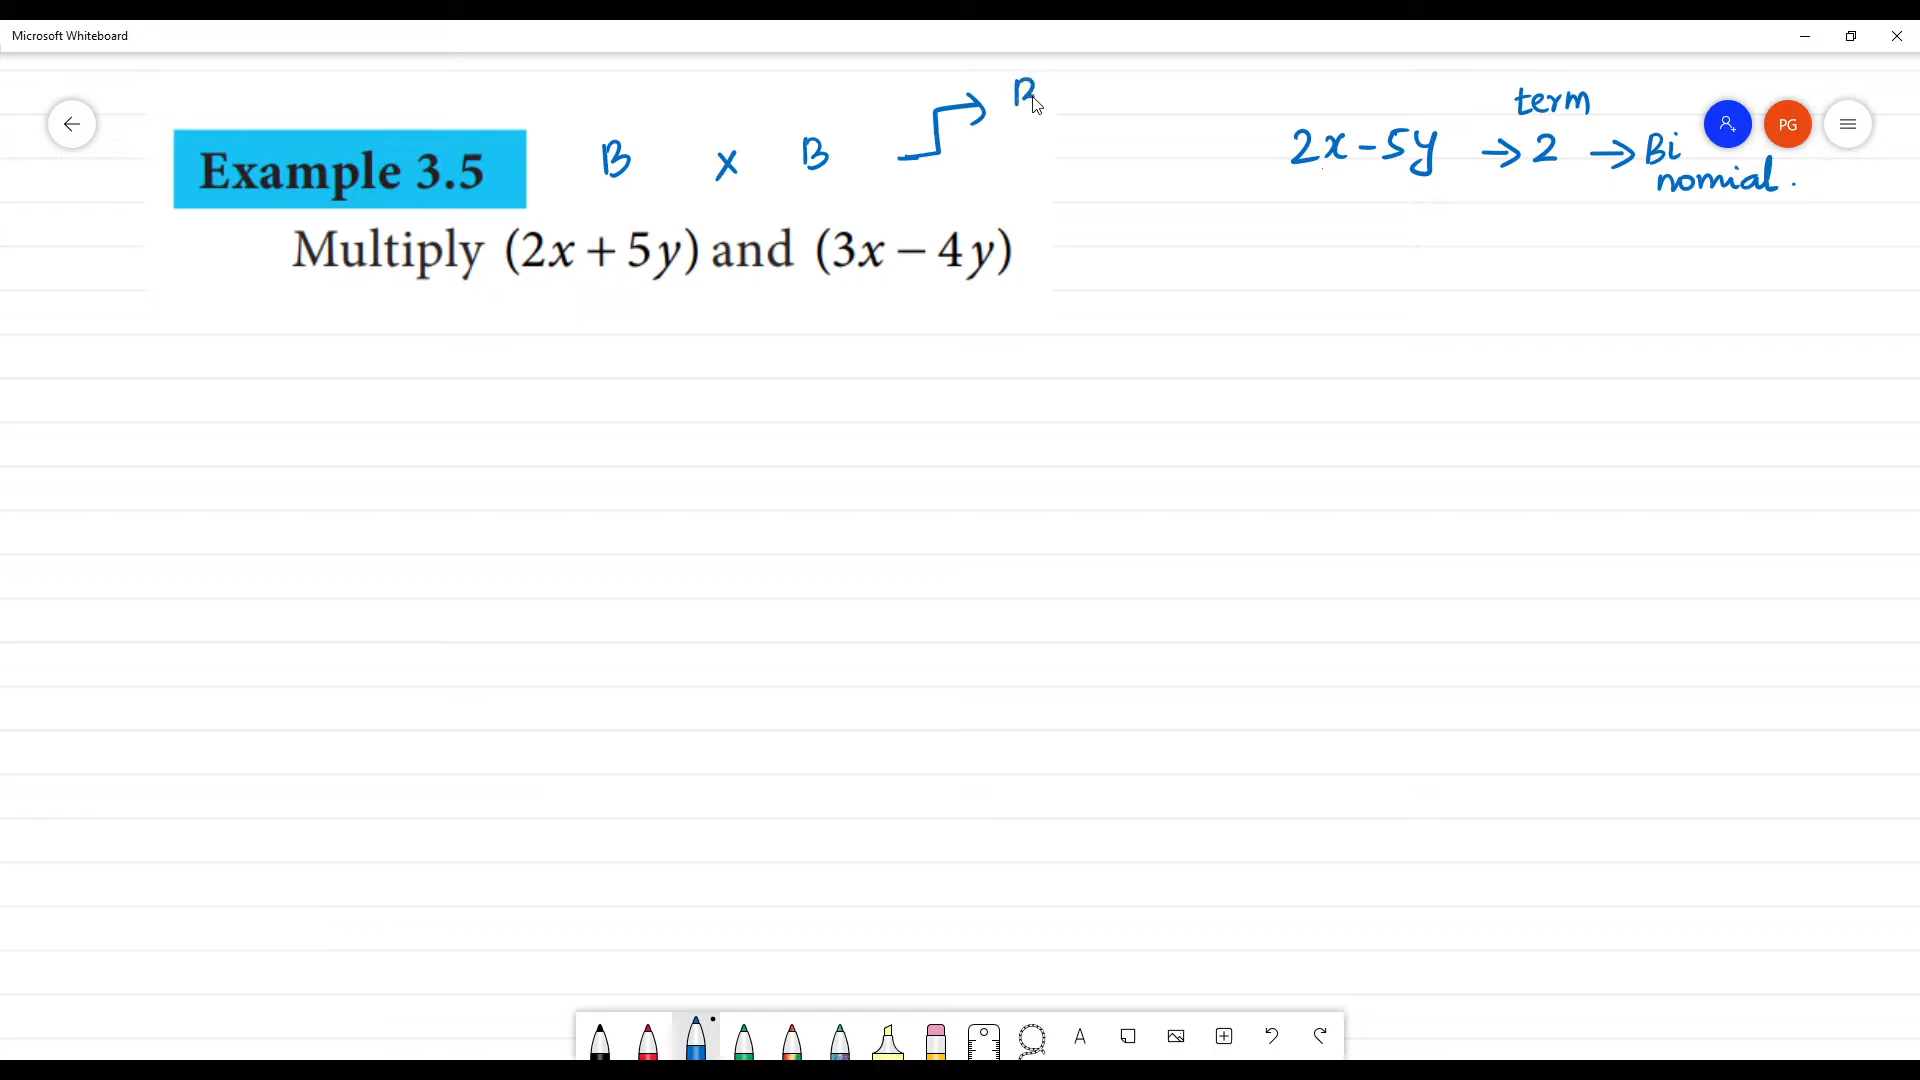 Microsoft Whiteboard
Example 3.5
B x B
Multiply (2x + 5y) and (3x − 4y)
term
2x - 5y → 2 → Bi
nomial.
PG
A